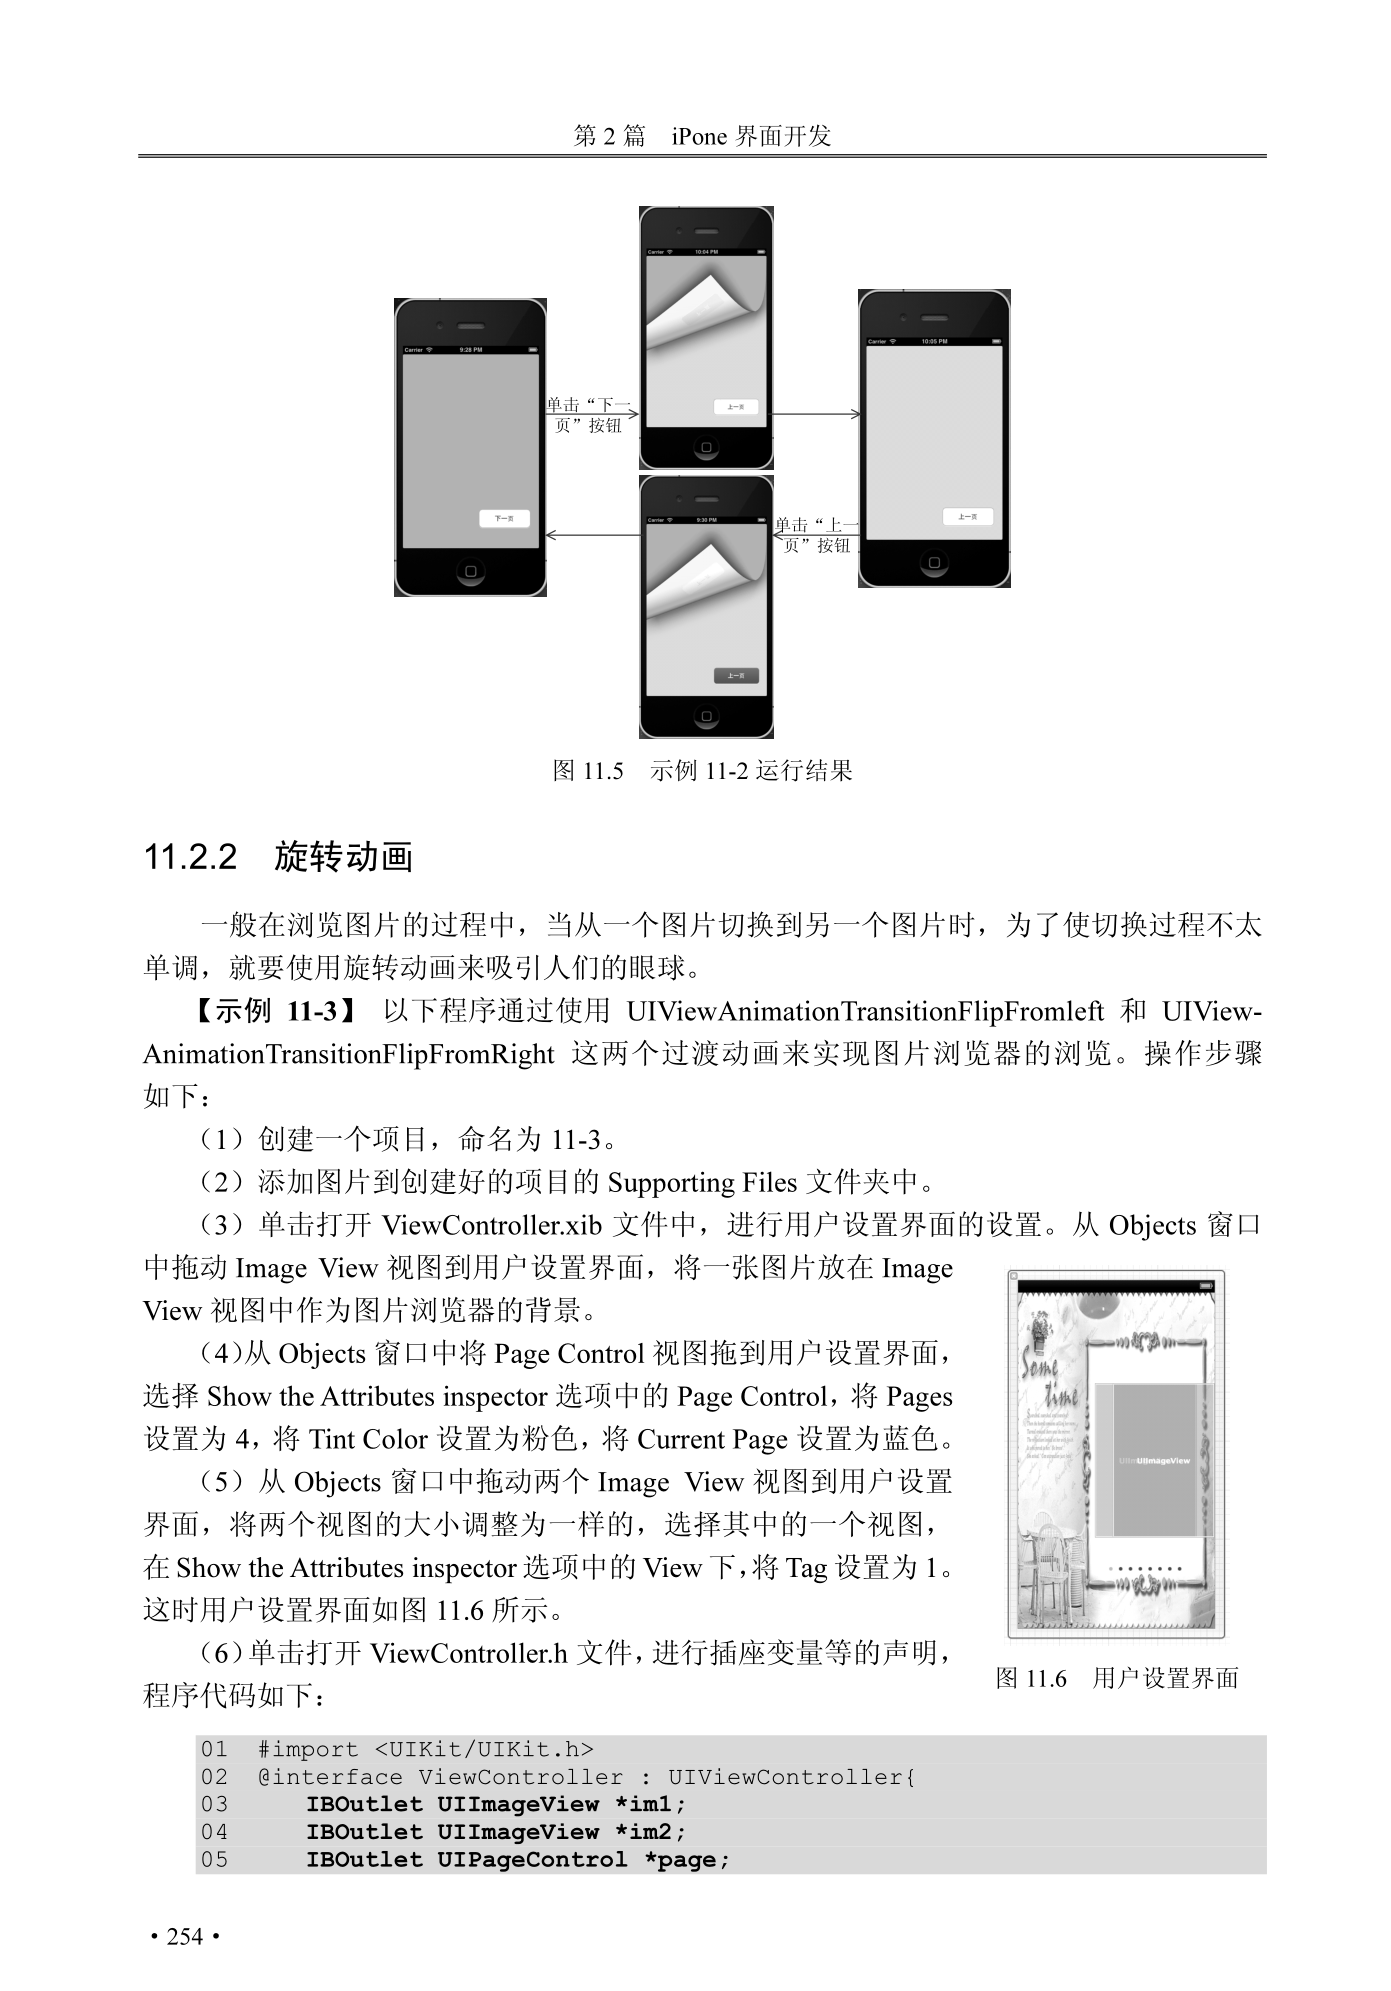 第 2 篇　iPone 界面开发
Carrier 10:04 PM
上一页
Carrier 9:28 PM
下一页
单击“下一
页”按钮
Carrier 10:05 PM
上一页
Carrier 9:30 PM
上一页
单击“上一
页”按钮
图 11.5　示例 11-2 运行结果
11.2.2　旋转动画
一般在浏览图片的过程中，当从一个图片切换到另一个图片时，为了使切换过程不太
单调，就要使用旋转动画来吸引人们的眼球。
【示例 11-3】 以下程序通过使用 UIViewAnimationTransitionFlipFromleft 和 UIView-
AnimationTransitionFlipFromRight 这两个过渡动画来实现图片浏览器的浏览。操作步骤
如下：
（1）创建一个项目，命名为 11-3。
（2）添加图片到创建好的项目的 Supporting Files 文件夹中。
（3）单击打开 ViewController.xib 文件中，进行用户设置界面的设置。从 Objects 窗口
中拖动 Image View 视图到用户设置界面，将一张图片放在 Image
View 视图中作为图片浏览器的背景。
（4）从 Objects 窗口中将 Page Control 视图拖到用户设置界面，
选择 Show the Attributes inspector 选项中的 Page Control，将 Pages
设置为 4，将 Tint Color 设置为粉色，将 Current Page 设置为蓝色。
（5）从 Objects 窗口中拖动两个 Image View 视图到用户设置
界面，将两个视图的大小调整为一样的，选择其中的一个视图，
在 Show the Attributes inspector 选项中的 View 下，将 Tag 设置为 1。
这时用户设置界面如图 11.6 所示。
（6）单击打开 ViewController.h 文件，进行插座变量等的声明，
程序代码如下：
Some
time
UIImageView
图 11.6　用户设置界面
01 #import <UIKit/UIKit.h>
02 @interface ViewController : UIViewController{
03 IBOutlet UIImageView *im1;
04 IBOutlet UIImageView *im2;
05 IBOutlet UIPageControl *page;
·254·